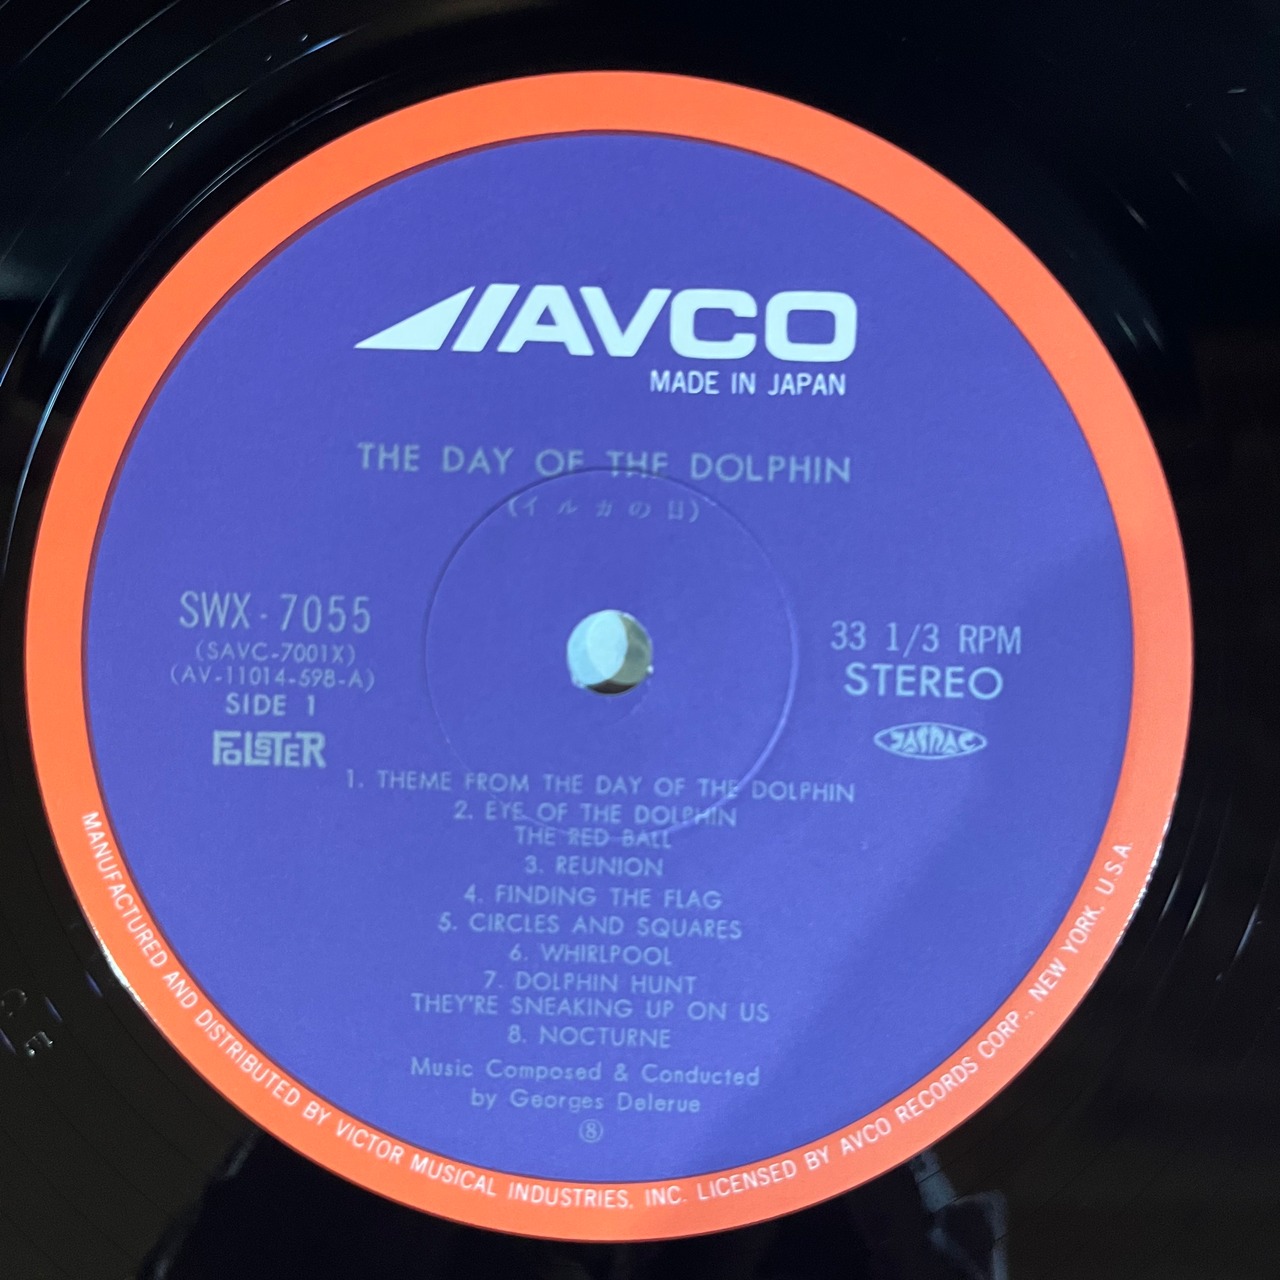 AVCO
MADE IN JAPAN
THE DAY OF THE DOLPHIN
(イルカの日)
SWX-7055
(SAVC-7001X)
(AV-11014-598-A)
SIDE 1
FOLSTER
33 1/3 RPM
STEREO
JASRAC
1. THEME FROM THE DAY OF THE DOLPHIN
2. EYE OF THE DOLPHIN
THE RED BALL
3. REUNION
4. FINDING THE FLAG
5. CIRCLES AND SQUARES
6. WHIRLPOOL
7. DOLPHIN HUNT
THEY'RE SNEAKING UP ON US
8. NOCTURNE
Music Composed & Conducted
by Georges Delerue
⑧
MANUFACTURED AND DISTRIBUTED BY VICTOR MUSICAL INDUSTRIES, INC. LICENSED BY AVCO RECORDS CORP., NEW YORK, U.S.A.